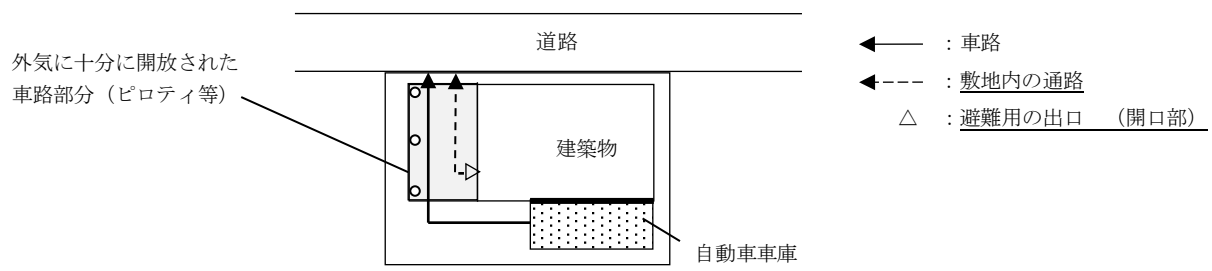 道路
外気に十分に開放された
車路部分（ピロティ等）
建築物
自動車車庫
：車路
：敷地内の通路
△ ：避難用の出口 （開口部）